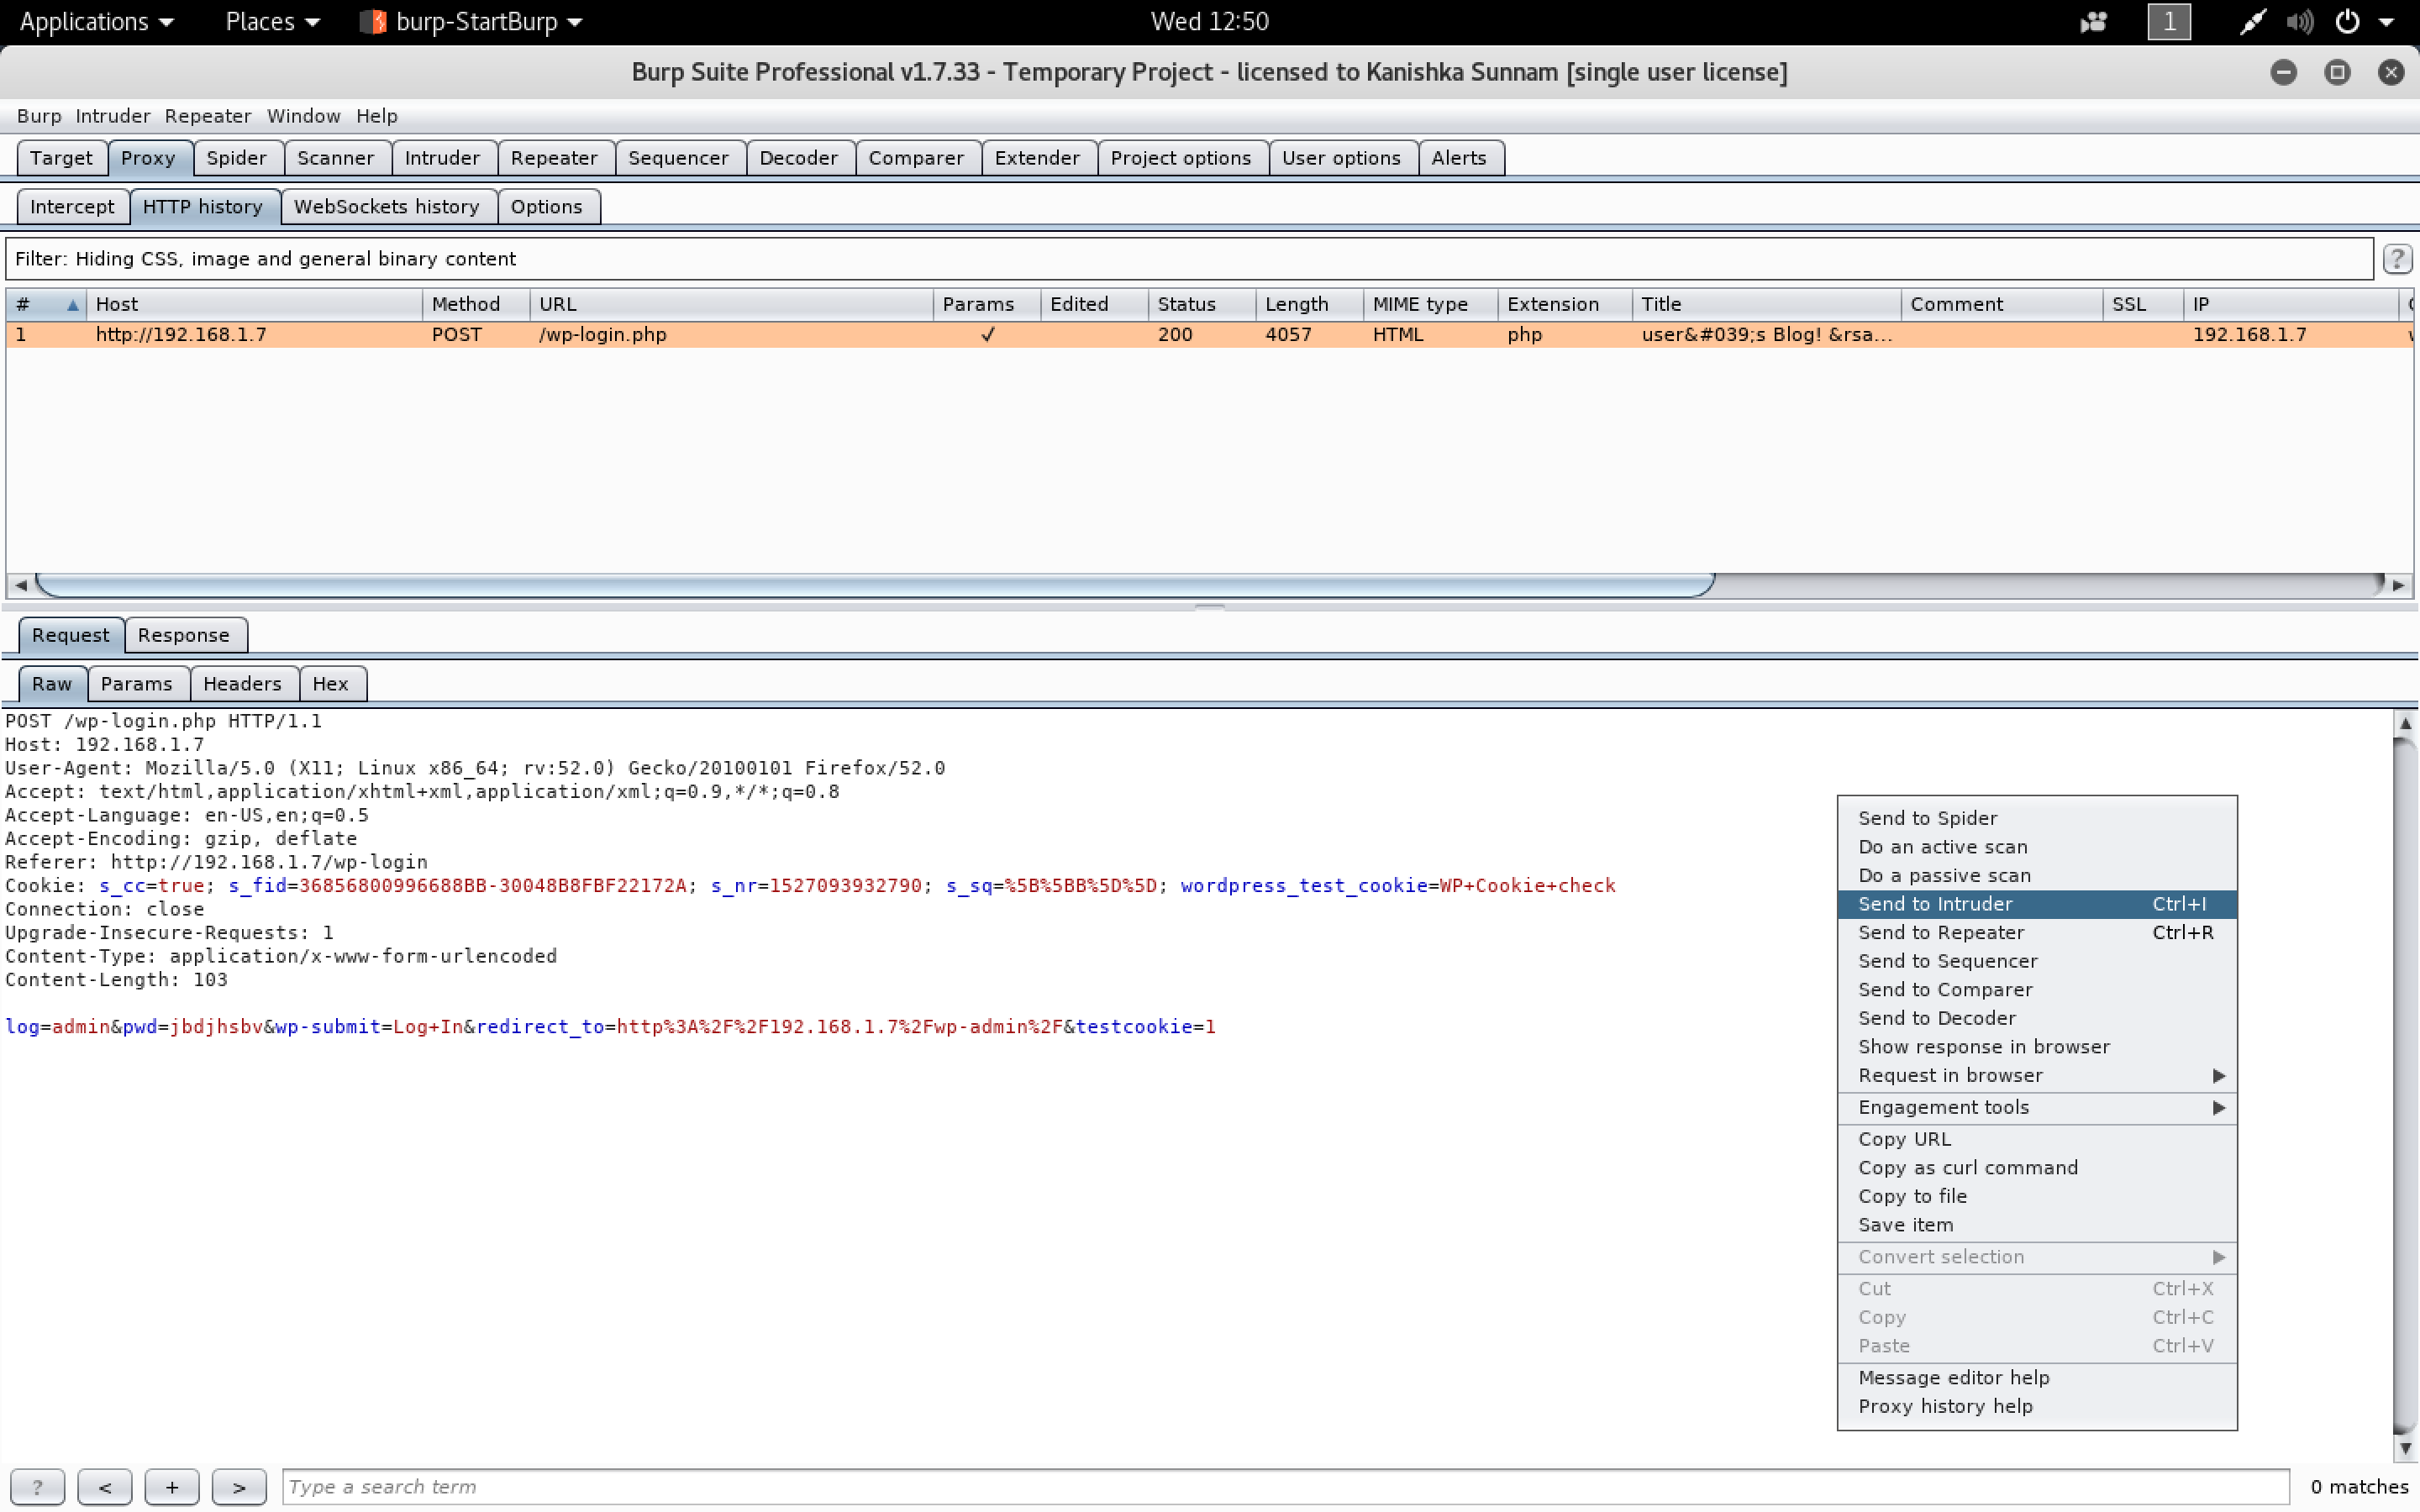 Applications Places burp-StartBurp Wed 12:50 1
Burp Suite Professional v1.7.33 - Temporary Project - licensed to Kanishka Sunnam [single user license]
Burp Intruder Repeater Window Help
Target Proxy Spider Scanner Intruder Repeater Sequencer Decoder Comparer Extender Project options User options Alerts
Intercept HTTP history WebSockets history Options
Filter: Hiding CSS, image and general binary content ?
# Host Method URL Params Edited Status Length MIME type Extension Title Comment SSL IP
1 http://192.168.1.7 POST /wp-login.php ✓ 200 4057 HTML php user&#039;s Blog! &rsa... 192.168.1.7
Request Response
Raw Params Headers Hex
POST /wp-login.php HTTP/1.1
Host: 192.168.1.7
User-Agent: Mozilla/5.0 (X11; Linux x86_64; rv:52.0) Gecko/20100101 Firefox/52.0
Accept: text/html,application/xhtml+xml,application/xml;q=0.9,*/*;q=0.8
Accept-Language: en-US,en;q=0.5
Accept-Encoding: gzip, deflate
Referer: http://192.168.1.7/wp-login
Cookie: s_cc=true; s_fid=36856800996688BB-30048B8FBF22172A; s_nr=1527093932790; s_sq=%5B%5BB%5D%5D; wordpress_test_cookie=WP+Cookie+check
Connection: close
Upgrade-Insecure-Requests: 1
Content-Type: application/x-www-form-urlencoded
Content-Length: 103
log=admin&pwd=jbdjhsbv&wp-submit=Log+In&redirect_to=http%3A%2F%2F192.168.1.7%2Fwp-admin%2F&testcookie=1
Send to Spider
Do an active scan
Do a passive scan
Send to Intruder Ctrl+I
Send to Repeater Ctrl+R
Send to Sequencer
Send to Comparer
Send to Decoder
Show response in browser
Request in browser
Engagement tools
Copy URL
Copy as curl command
Copy to file
Save item
Convert selection
Cut Ctrl+X
Copy Ctrl+C
Paste Ctrl+V
Message editor help
Proxy history help
? < + > Type a search term 0 matches